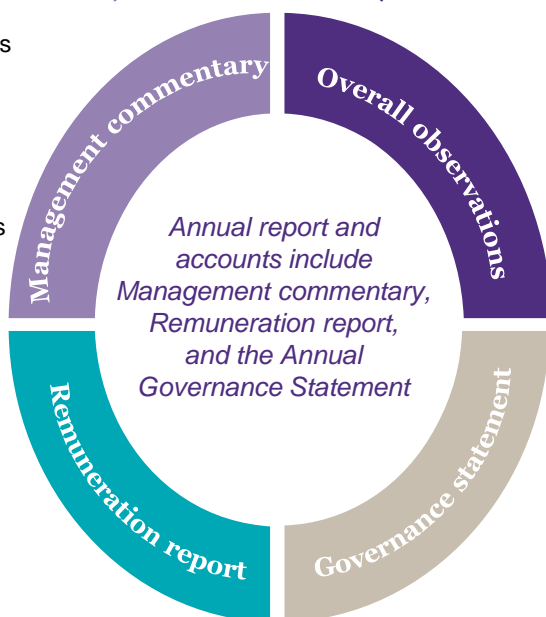 s
Management commentary
Overall observations
s
Annual report and
accounts include
Management commentary,
Remuneration report,
and the Annual
Governance Statement
Remuneration report
Governance statement